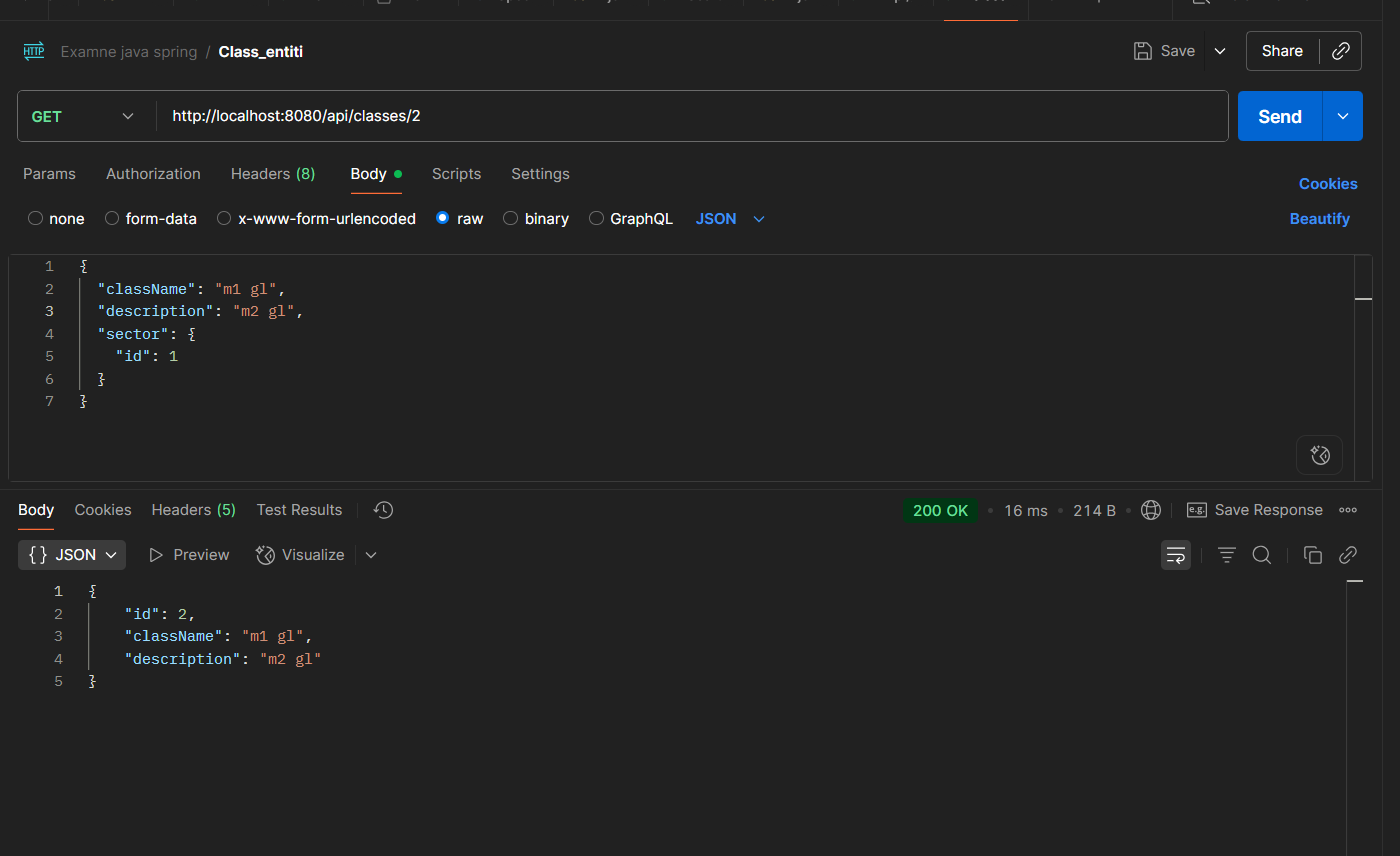 Examne java spring / Class_entiti
Save
Share
GET
http://localhost:8080/api/classes/2
Send
Params Authorization Headers (8) Body Scripts Settings
Cookies
none form-data x-www-form-urlencoded raw binary GraphQL JSON
Beautify
1 {
2 "className": "m1 gl",
3 "description": "m2 gl",
4 "sector": {
5 "id": 1
6 }
7 }
Body Cookies Headers (5) Test Results
200 OK • 16 ms • 214 B •
e.g. Save Response
{} JSON Preview Visualize
1 {
2 "id": 2,
3 "className": "m1 gl",
4 "description": "m2 gl"
5 }